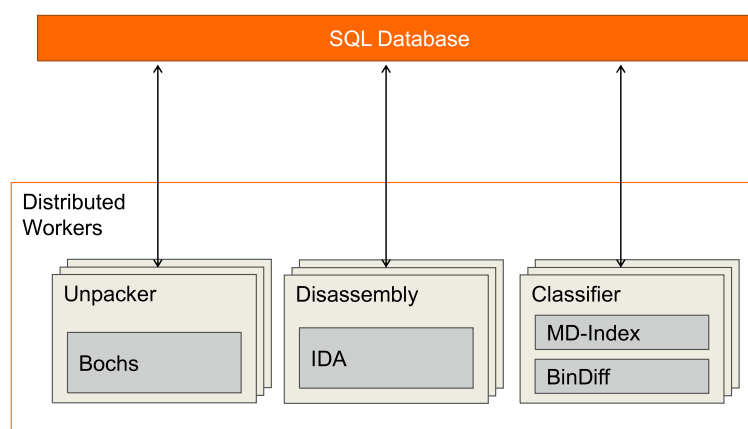 SQL Database
Distributed
Workers
Unpacker
Bochs
Disassembly
IDA
Classifier
MD-Index
BinDiff